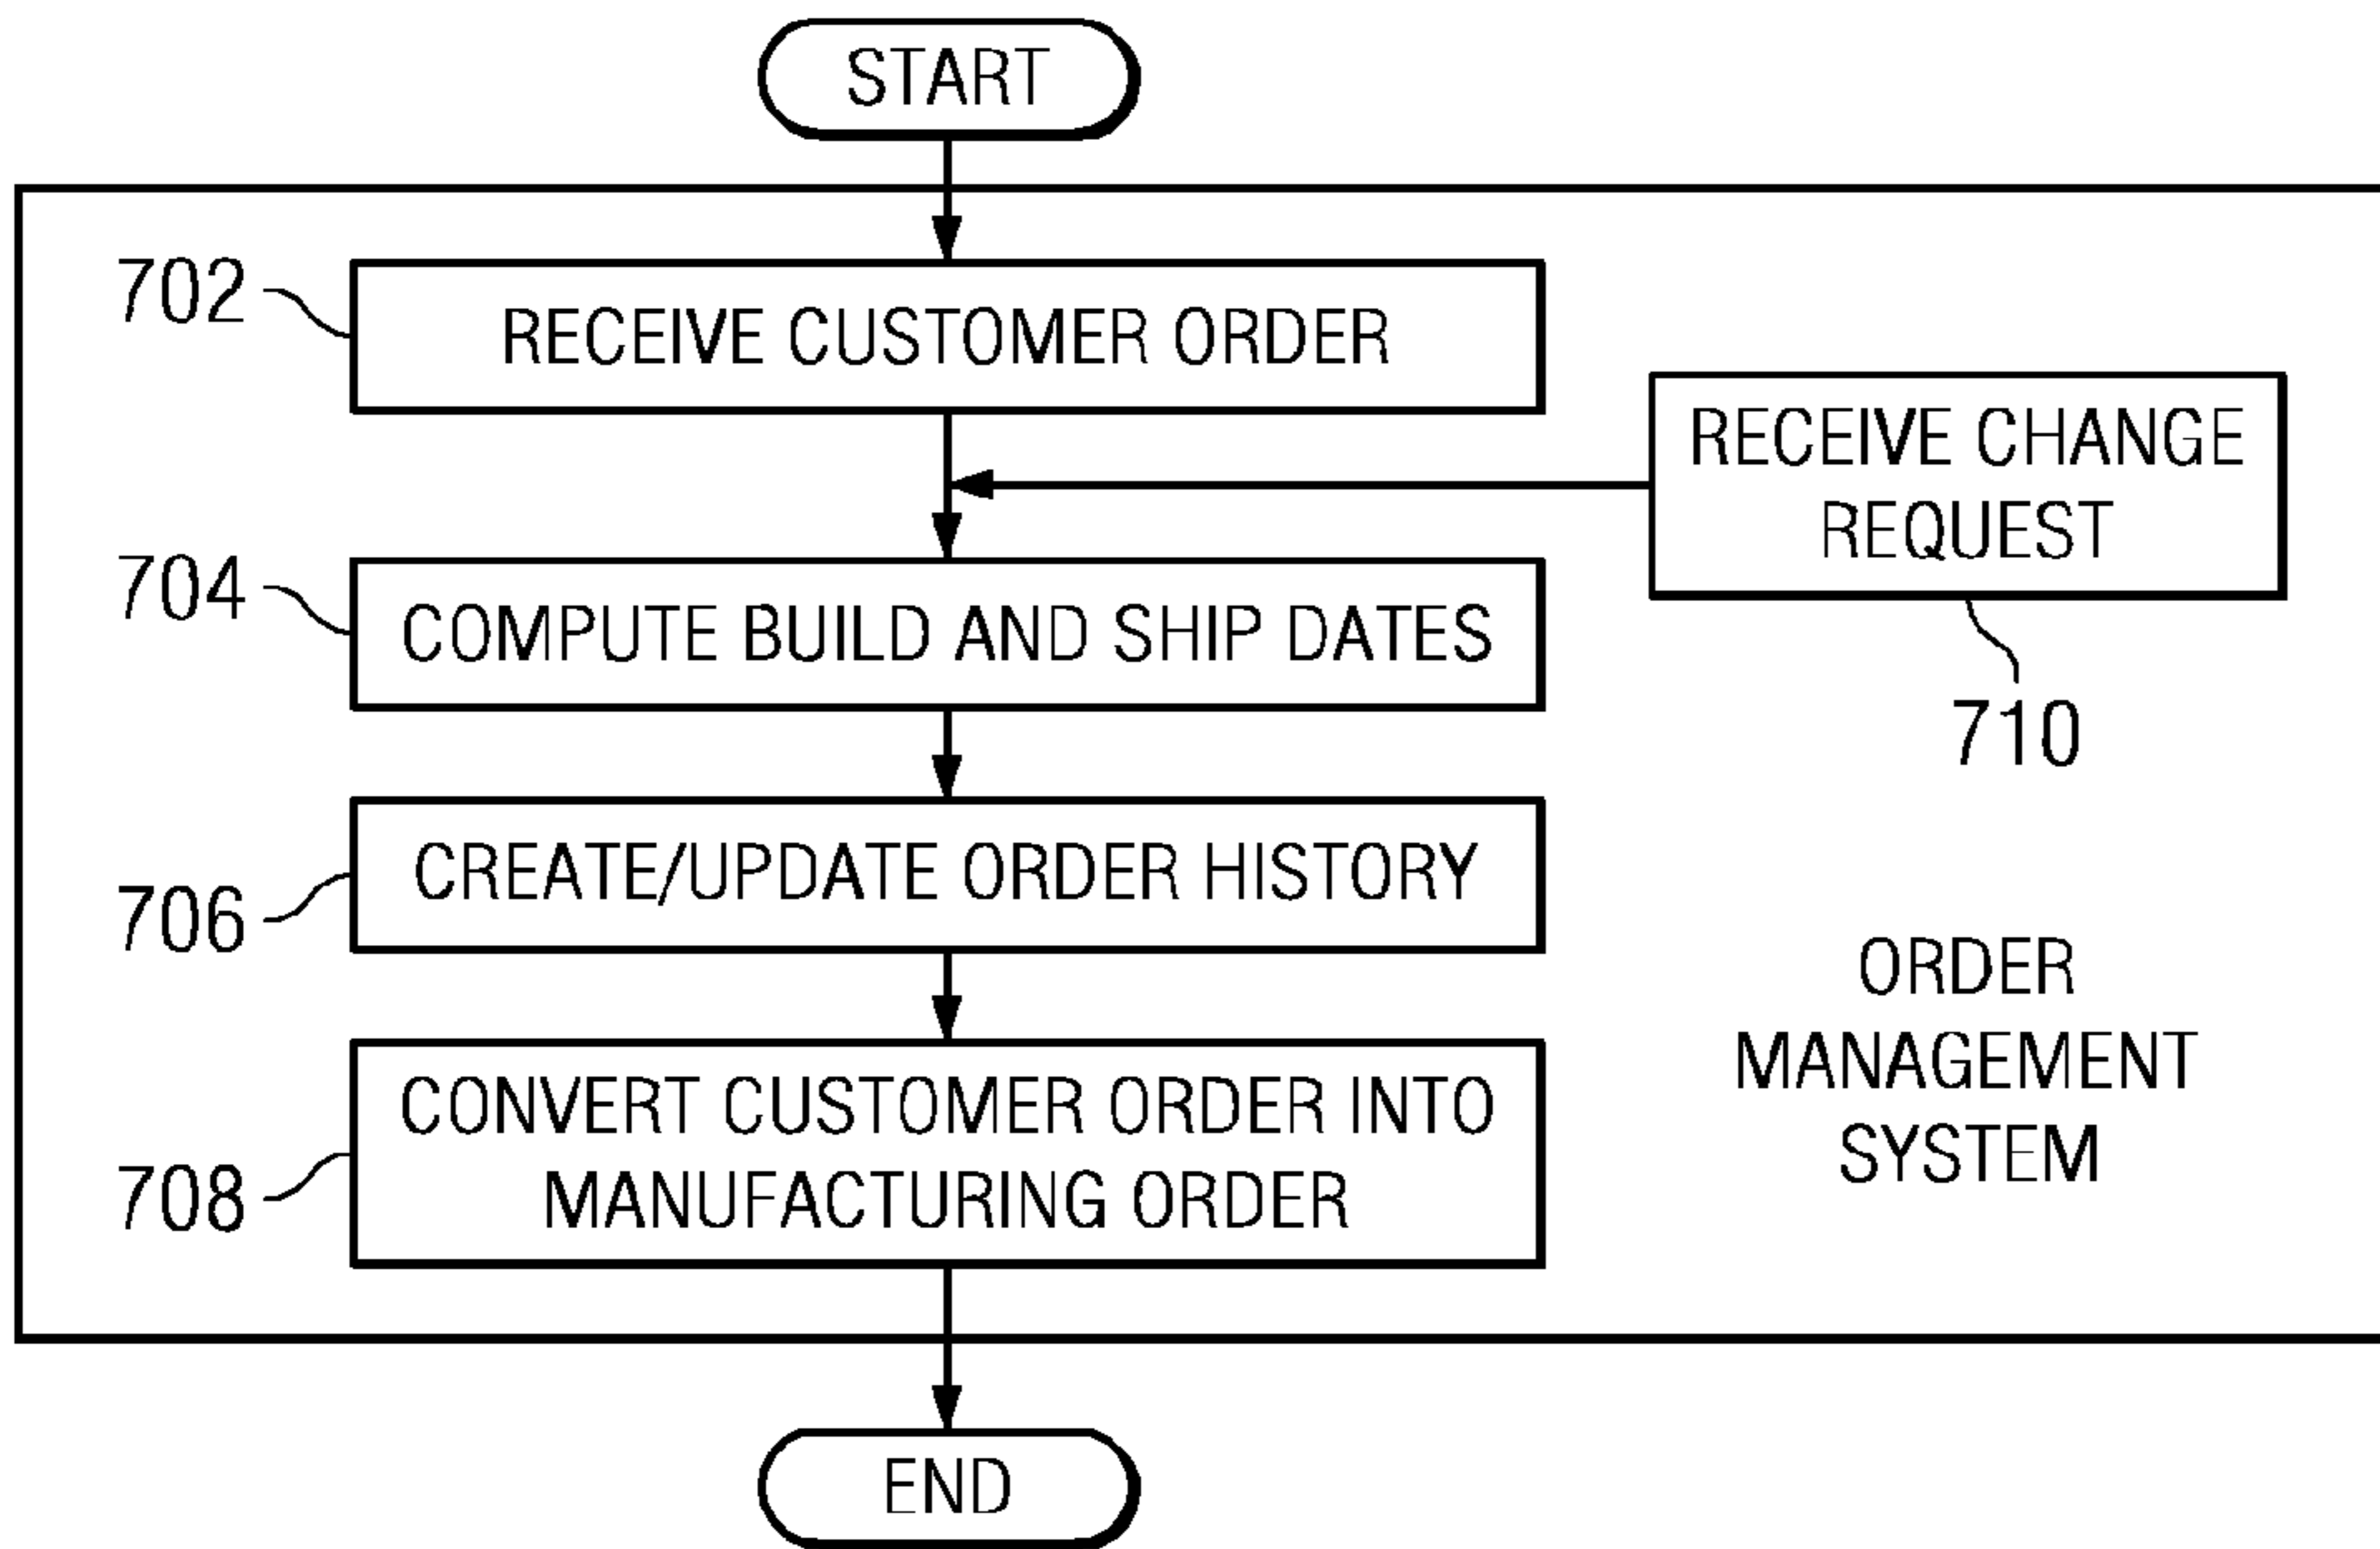 START
702
RECEIVE CUSTOMER ORDER
RECEIVE CHANGE
REQUEST
704
COMPUTE BUILD AND SHIP DATES
710
706
CREATE/UPDATE ORDER HISTORY
ORDER
MANAGEMENT
SYSTEM
708
CONVERT CUSTOMER ORDER INTO
MANUFACTURING ORDER
END